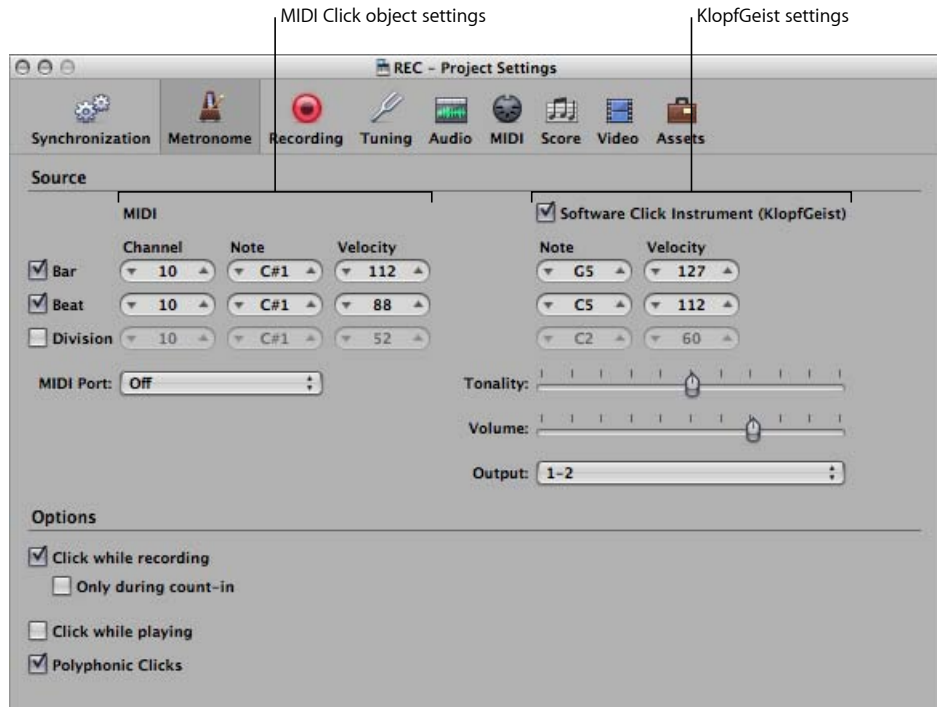 MIDI Click object settings
KlopfGeist settings
REC – Project Settings
Synchronization Metronome Recording Tuning Audio MIDI Score Video Assets
Source
MIDI
Software Click Instrument (KlopfGeist)
Channel Note Velocity Note Velocity
Bar 10 C#1 112 G5 127
Beat 10 C#1 88 C5 112
Division 10 C#1 52 C2 60
MIDI Port: Off
Tonality:
Volume:
Output: 1-2
Options
Click while recording
Only during count-in
Click while playing
Polyphonic Clicks